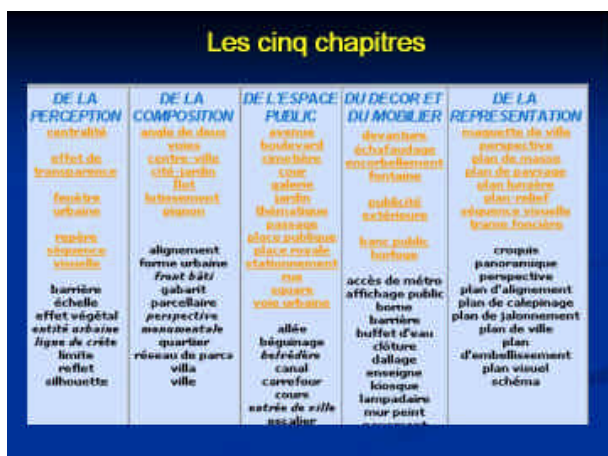 Les cinq chapitres
DE LA
PERCEPTION
centralité
effet de
transparence
fenêtre
urbaine
repère
séquence
visuelle
barrière
échelle
effet végétal
entité urbaine
ligne de crête
limite
reflet
silhouette
DE LA
COMPOSITION
angle de deux
voies
centre-ville
cité-jardin
îlot
lotissement
pignon
alignement
forme urbaine
front bâti
gabarit
parcellaire
perspective
monumentale
quartier
réseau de parcs
villa
ville
DE L'ESPACE
PUBLIC
avenue
boulevard
cimetière
cour
galerie
jardin
thématique
passage
place publique
place royale
stationnement
rue
square
voie urbaine
allée
béguinage
belvédère
canal
carrefour
cours
entrée de ville
escalier
DU DECOR ET
DU MOBILIER
devanture
échafaudage
encorbellement
fontaine
publicité
extérieure
banc public
horloge
accès de métro
affichage public
borne
barrière
buffet d'eau
clôture
dallage
enseigne
kiosque
lampadaire
mur peint
DE LA
REPRESENTATION
maquette de ville
perspective
plan de masse
plan de paysage
plan lumière
plan-relief
séquence visuelle
trame foncière
croquis
panoramique
perspective
plan d'alignement
plan de calepinage
plan de jalonnement
plan de ville
plan
d'embellissement
plan visuel
schéma